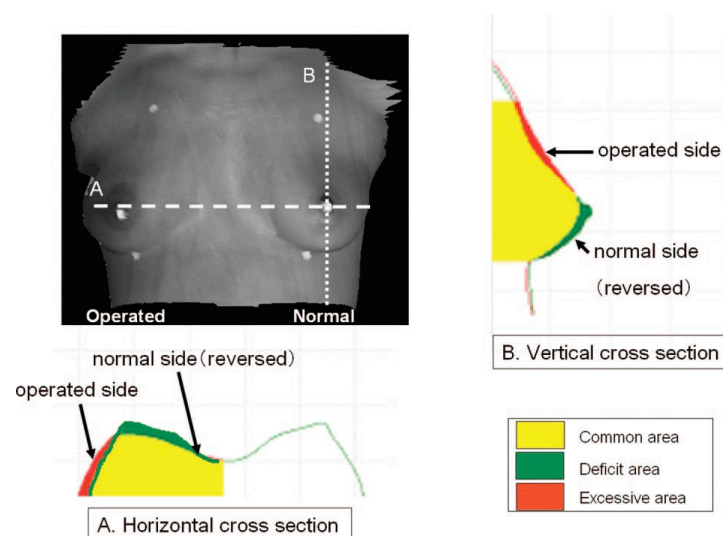 B
A
Operated
Normal
operated side
normal side
(reversed)
B. Vertical cross section
normal side(reversed)
operated side
A. Horizontal cross section
Common area
Deficit area
Excessive area